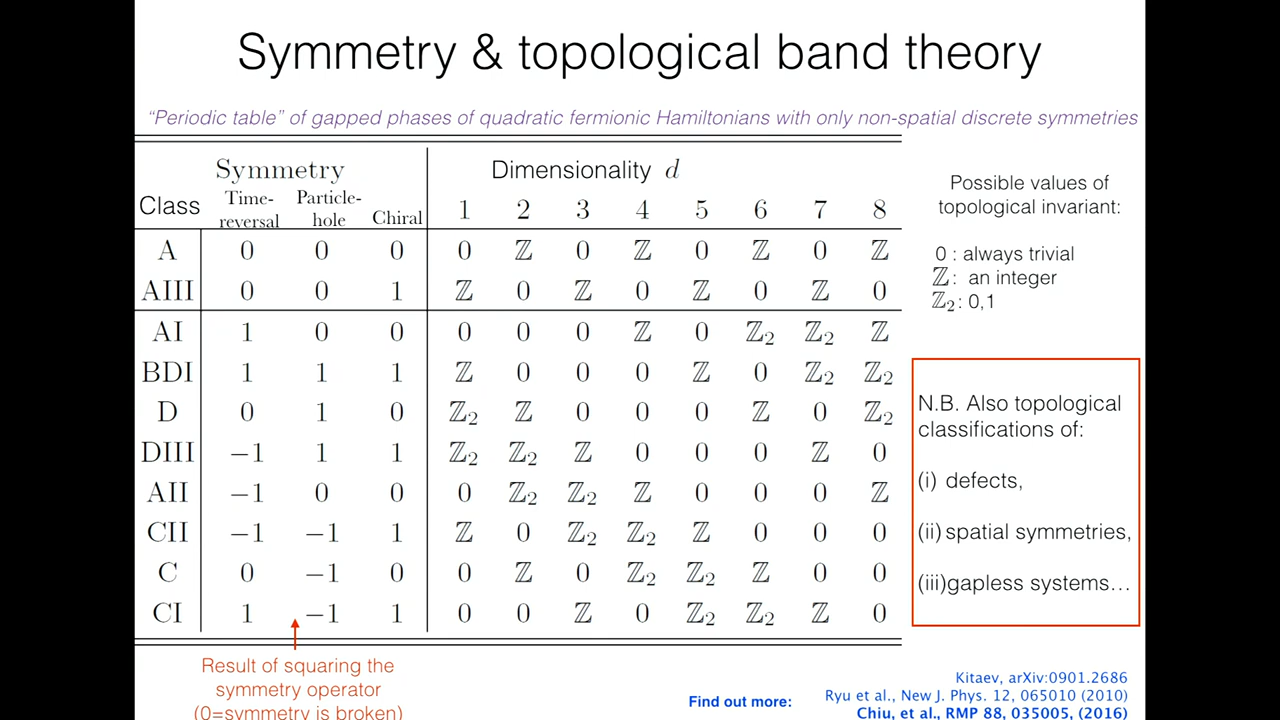 Symmetry & topological band theory
“Periodic table” of gapped phases of quadratic fermionic Hamiltonians with only non-spatial discrete symmetries
Symmetry Dimensionality d
Class Time-reversal Particle-hole Chiral 1 2 3 4 5 6 7 8
A 0 0 0 0 ℤ 0 ℤ 0 ℤ 0 ℤ
AIII 0 0 1 ℤ 0 ℤ 0 ℤ 0 ℤ 0
AI 1 0 0 0 0 0 ℤ 0 ℤ₂ ℤ₂ ℤ
BDI 1 1 1 ℤ 0 0 0 ℤ 0 ℤ₂ ℤ₂
D 0 1 0 ℤ₂ ℤ 0 0 0 ℤ 0 ℤ₂
DIII −1 1 1 ℤ₂ ℤ₂ ℤ 0 0 0 ℤ 0
AII −1 0 0 0 ℤ₂ ℤ₂ ℤ 0 0 0 ℤ
CII −1 −1 1 ℤ 0 ℤ₂ ℤ₂ ℤ 0 0 0
C 0 −1 0 0 ℤ 0 ℤ₂ ℤ₂ ℤ 0 0
CI 1 −1 1 0 0 ℤ 0 ℤ₂ ℤ₂ ℤ 0
Result of squaring the
symmetry operator
(0=symmetry is broken)
Possible values of
topological invariant:
0 : always trivial
ℤ : an integer
ℤ₂ : 0,1
N.B. Also topological
classifications of:
(i) defects,
(ii) spatial symmetries,
(iii)gapless systems…
Find out more:
Kitaev, arXiv:0901.2686
Ryu et al., New J. Phys. 12, 065010 (2010)
Chiu, et al., RMP 88, 035005, (2016)